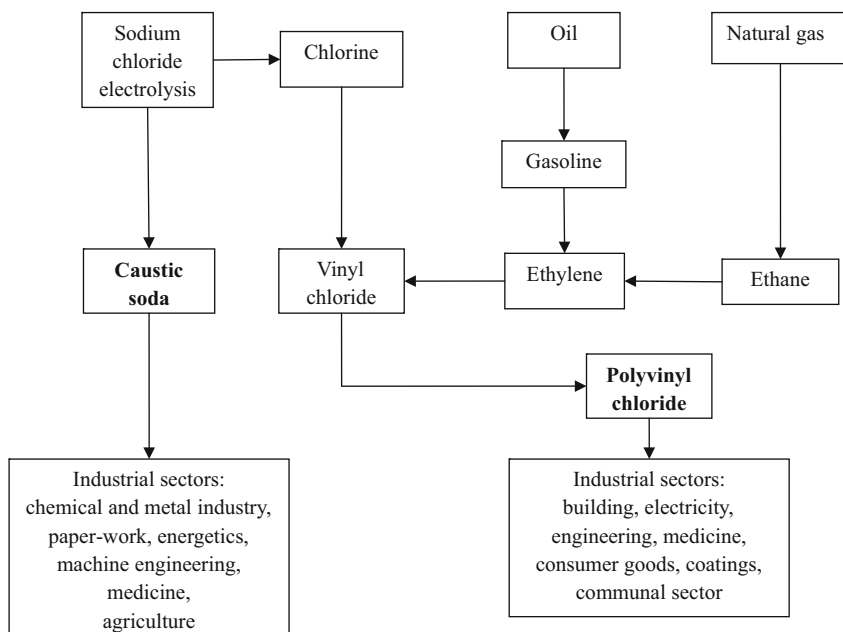 Sodium
chloride
electrolysis
Chlorine
Oil
Natural gas
Gasoline
Caustic
soda
Vinyl
chloride
Ethylene
Ethane
Polyvinyl
chloride
Industrial sectors:
chemical and metal industry,
paper-work, energetics,
machine engineering,
medicine,
agriculture
Industrial sectors:
building, electricity,
engineering, medicine,
consumer goods, coatings,
communal sector